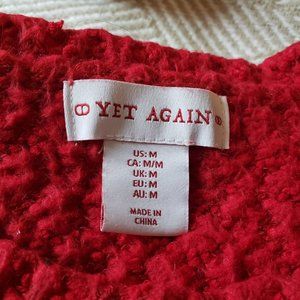 YET AGAIN
US: M
CA: M/M
UK: M
EU: M
AU: M
MADE IN
CHINA